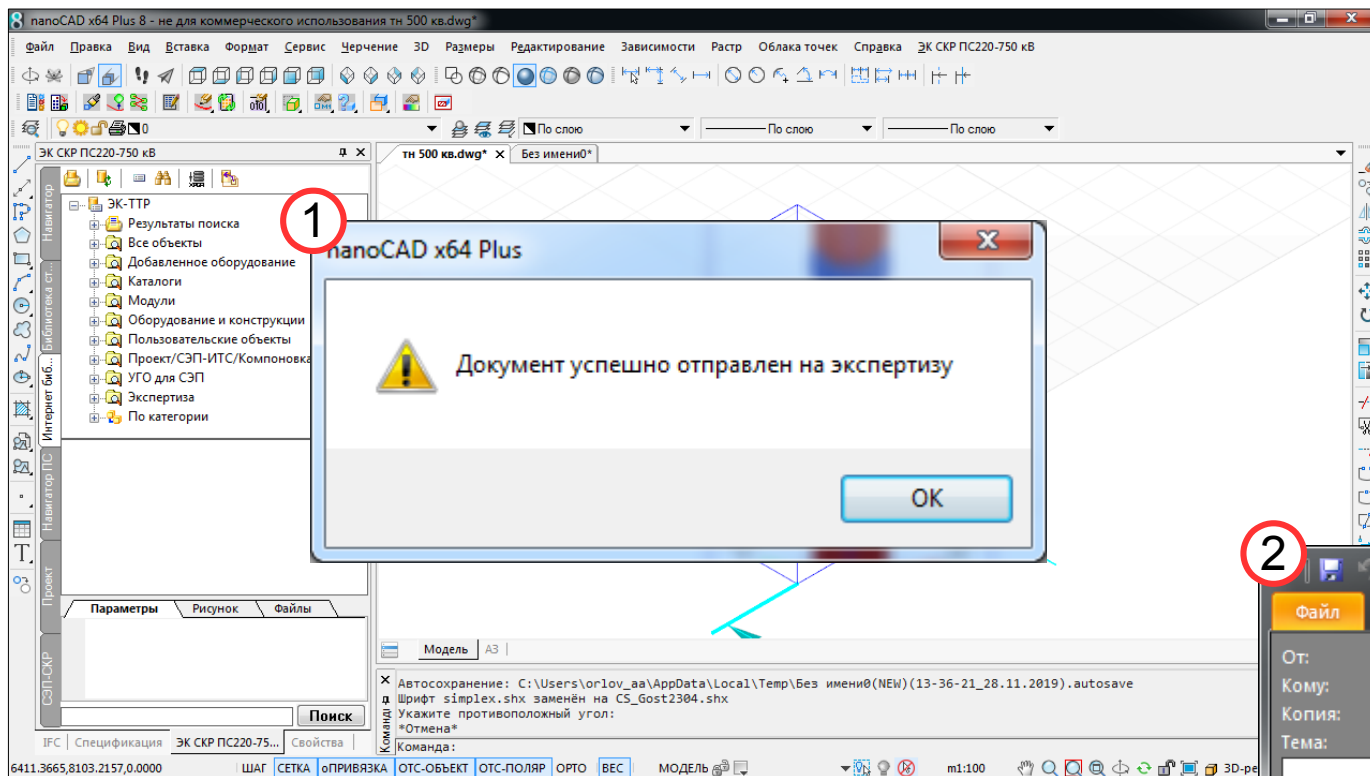 nanoCAD x64 Plus 8 - не для коммерческого использования тн 500 кв.dwg*
Файл Правка Вид Вставка Формат Сервис Черчение 3D Размеры Редактирование Зависимости Растр Облака точек Справка ЭК СКР ПС220-750 кВ
0 По слою По слою По слою
ЭК СКР ПС220-750 кВ
тн 500 кв.dwg* Без имени0*
Навигатор
Библиотека ст...
Интернет биб...
Навигатор ПС
Проект
СЭП-СКР
ЭК-ТТР
Результаты поиска
Все объекты
Добавленное оборудование
Каталоги
Модули
Оборудование и конструкции
Пользовательские объекты
Проект/СЭП-ИТС/Компоновка
УГО для СЭП
Экспертиза
По категории
1
nanoCAD x64 Plus
Документ успешно отправлен на экспертизу
OK
2
Файл
От:
Кому:
Копия:
Тема:
Параметры Рисунок Файлы
Поиск
IFC Спецификация ЭК СКР ПС220-75... Свойства
Модель A3
Автосохранение: C:\Users\orlov_aa\AppData\Local\Temp\Без имени0(NEW)(13-36-21_28.11.2019).autosave
Шрифт simplex.shx заменён на CS_Gost2304.shx
Укажите противоположный угол:
*Отмена*
Команда:
6411.3665,8103.2157,0.0000 ШАГ СЕТКА оПРИВЯЗКА ОТС-ОБЪЕКТ ОТС-ПОЛЯР ОРТО ВЕС МОДЕЛЬ m1:100 3D-ре